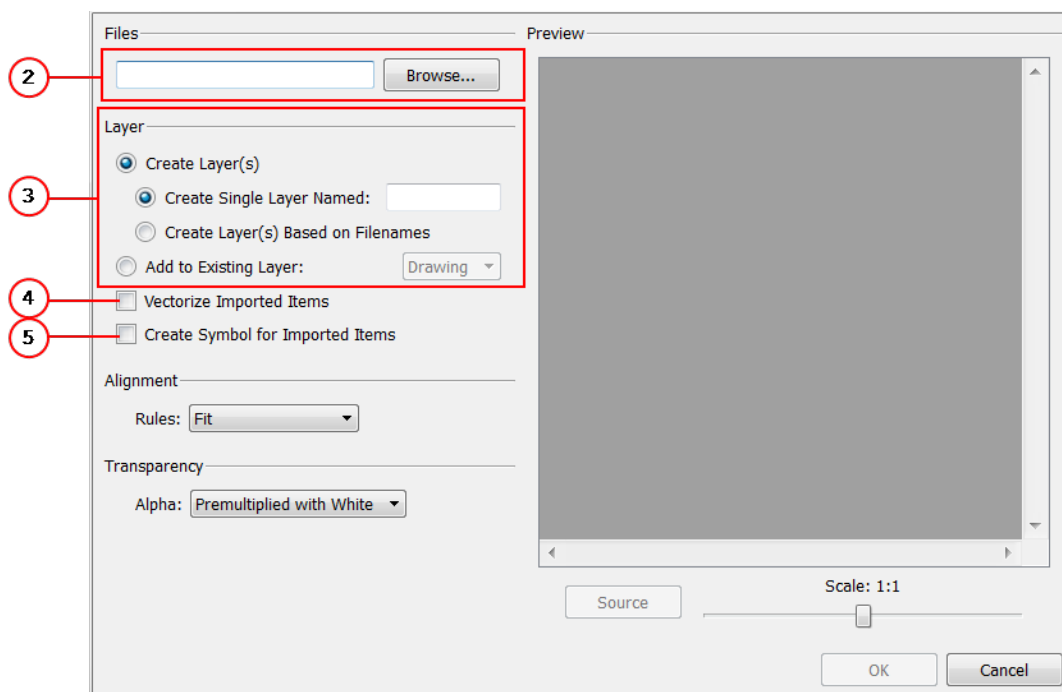 Files
2
Browse...
Layer
3
Create Layer(s)
Create Single Layer Named:
Create Layer(s) Based on Filenames
Add to Existing Layer:
Drawing
4
Vectorize Imported Items
5
Create Symbol for Imported Items
Alignment
Rules: Fit
Transparency
Alpha: Premultiplied with White
Preview
Source
Scale: 1:1
OK
Cancel